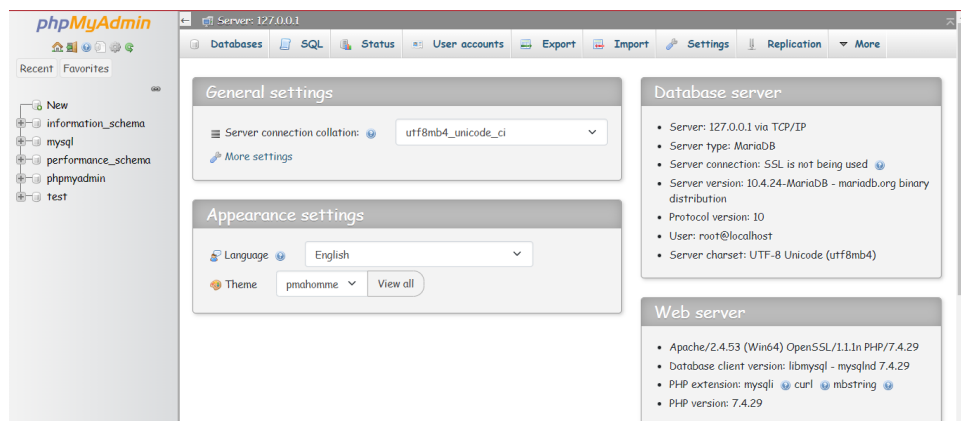 phpMyAdmin
Recent Favorites
New
information_schema
mysql
performance_schema
phpmyadmin
test
Server: 127.0.0.1
Databases SQL Status User accounts Export Import Settings Replication More
General settings
Server connection collation: utf8mb4_unicode_ci
More settings
Appearance settings
Language English
Theme pmahomme View all
Database server
Server: 127.0.0.1 via TCP/IP
Server type: MariaDB
Server connection: SSL is not being used
Server version: 10.4.24-MariaDB - mariadb.org binary
distribution
Protocol version: 10
User: root@localhost
Server charset: UTF-8 Unicode (utf8mb4)
Web server
Apache/2.4.53 (Win64) OpenSSL/1.1.1n PHP/7.4.29
Database client version: libmysql - mysqlnd 7.4.29
PHP extension: mysqli curl mbstring
PHP version: 7.4.29